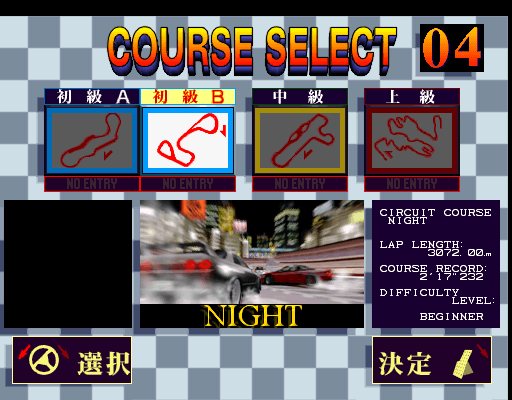 COURSE SELECT 04
初級A
初級B
中級
上級
NO ENTRY
NO ENTRY
NO ENTRY
NO ENTRY
NIGHT
CIRCUIT COURSE
NIGHT
LAP LENGTH:
3072.00m
COURSE RECORD:
2'17"232
DIFFICULTY
LEVEL:
BEGINNER
選択
決定